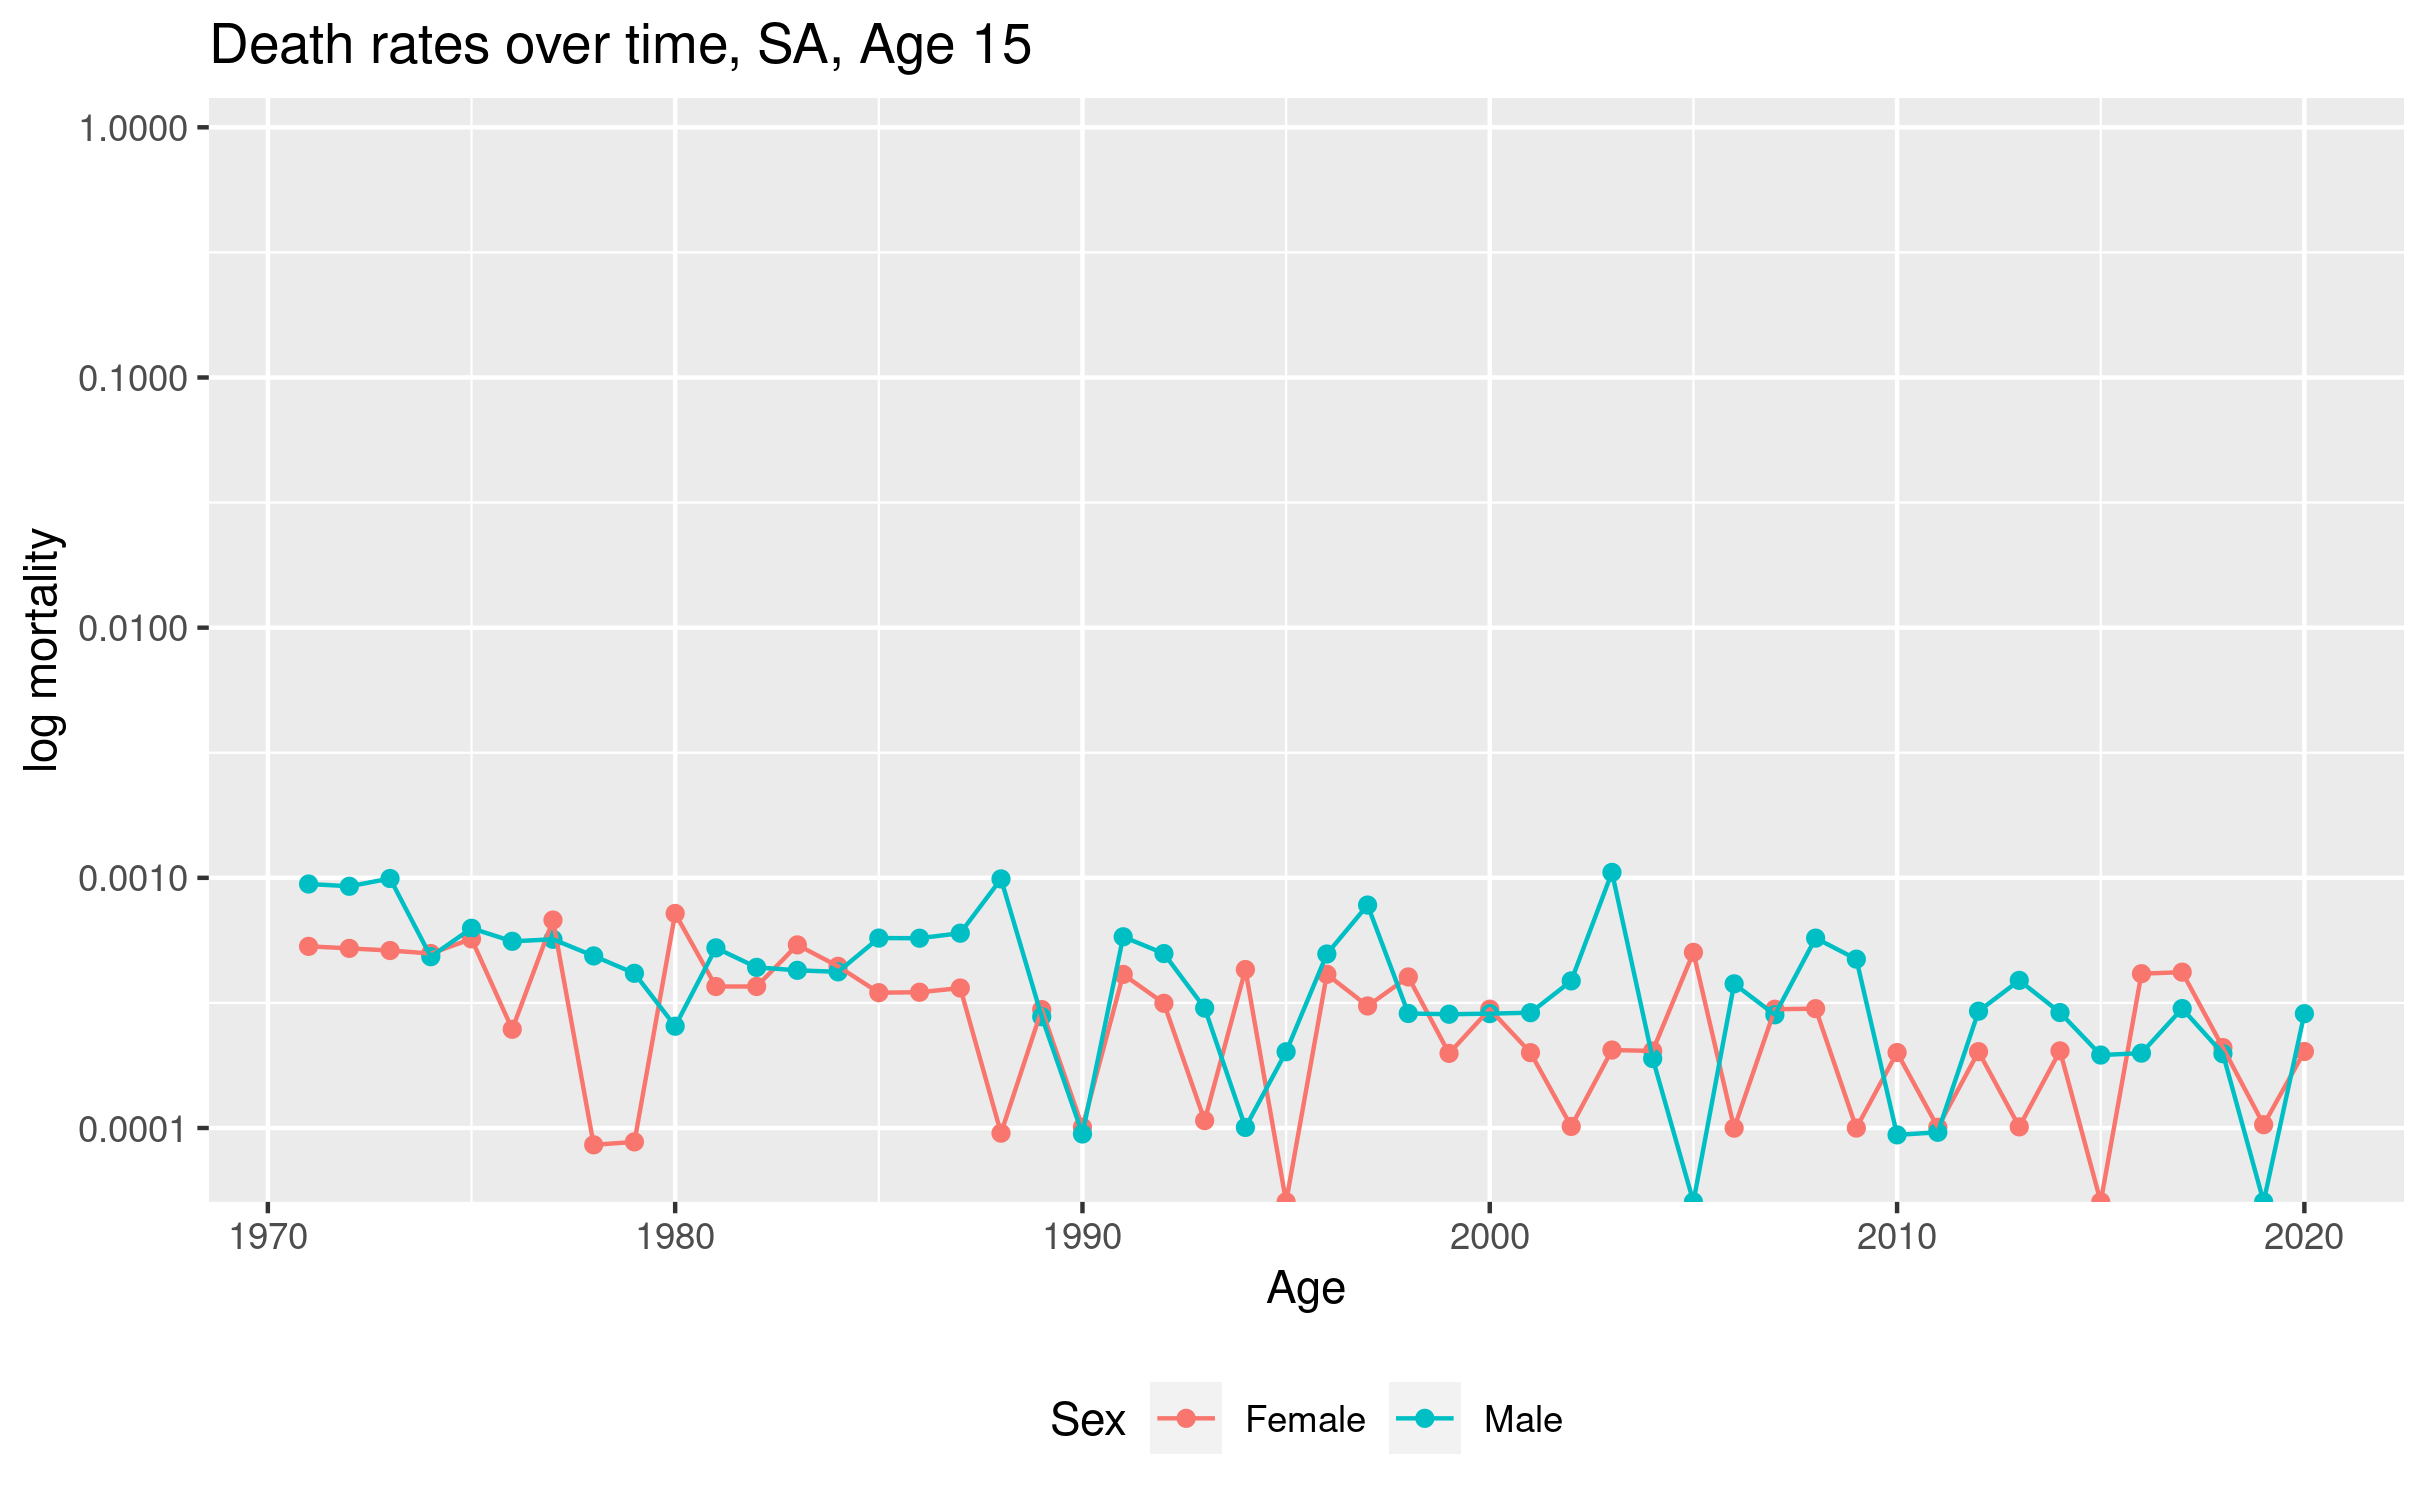 Death rates over time, SA, Age 15
1.0000
0.1000
0.0100
0.0010
0.0001
log mortality
1970 1980 1990 2000 2010 2020
Age
Sex Female Male